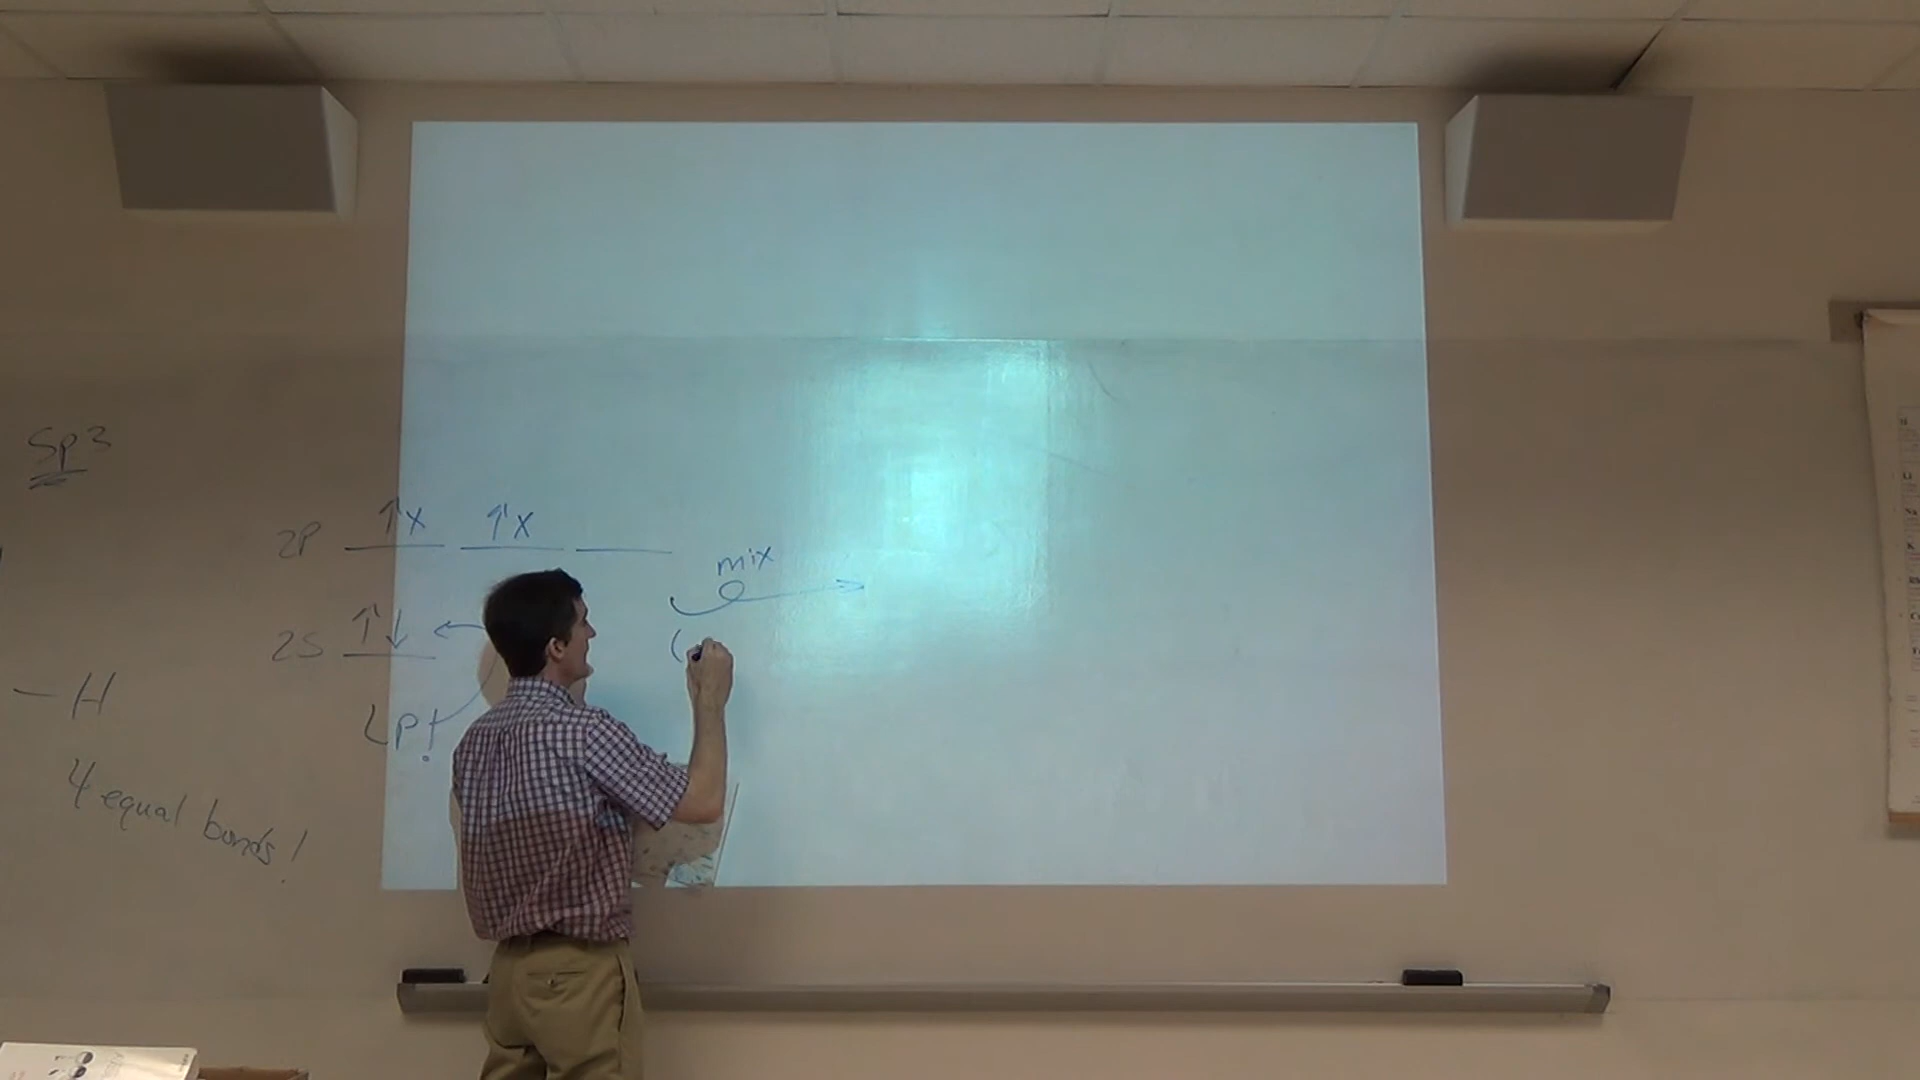 Sp3
2P ↑X ↑X
mix
2S ↑↓
(
— H
LP!
4 equal bonds!